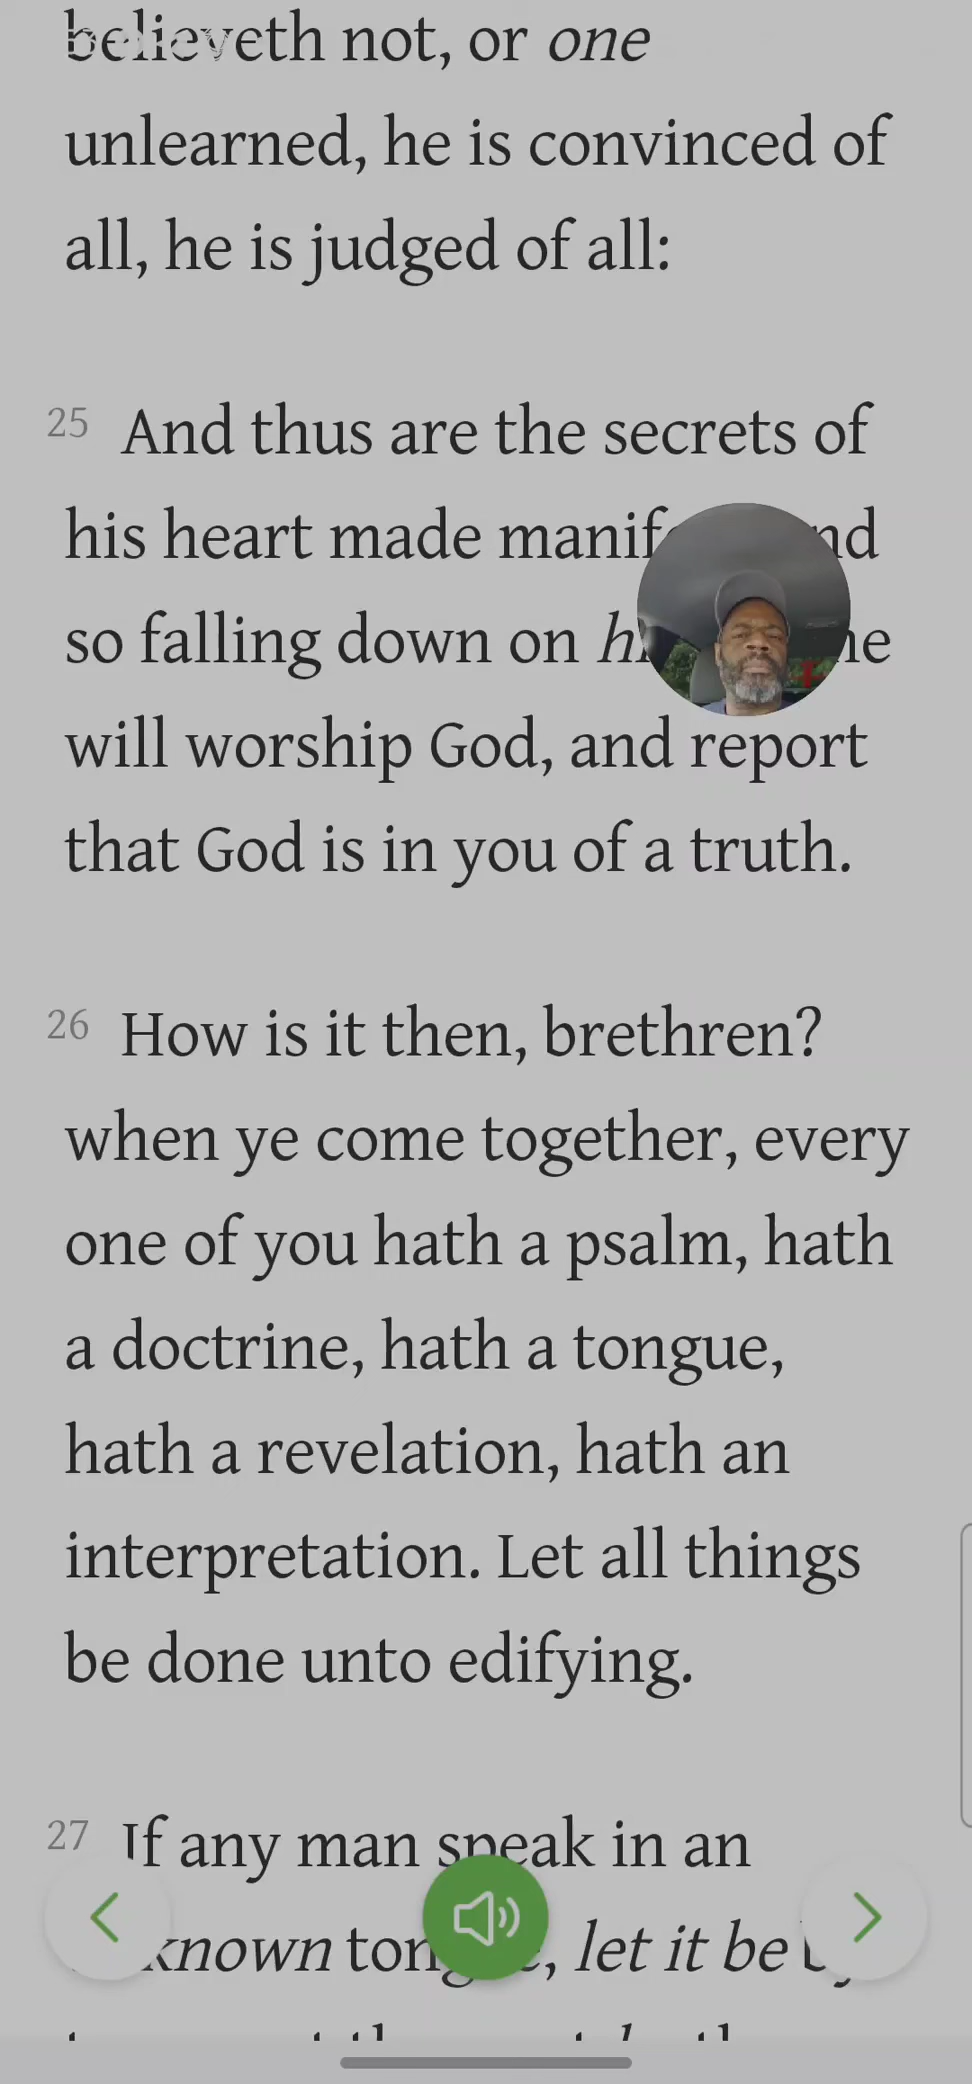 believeth not, or one
unlearned, he is convinced of
all, he is judged of all:
25 And thus are the secrets of
his heart made
so falling down on
will worship God, and report
that God is in you of a truth.
26 How is it then, brethren?
when ye come together, every
one of you hath a psalm, hath
a doctrine, hath a tongue,
hath a revelation, hath an
interpretation. Let all things
be done unto edifying.
27 If any man speak in an
let it be